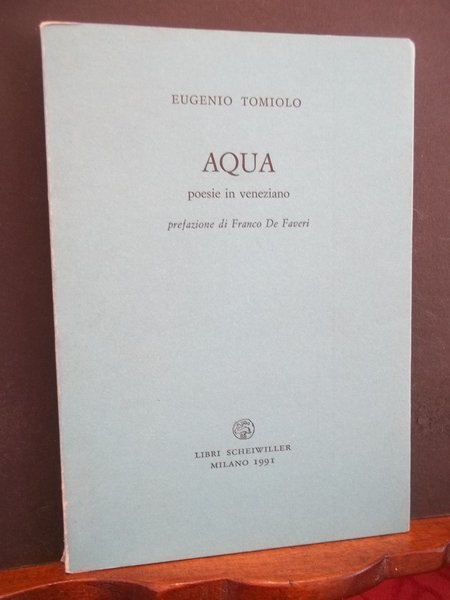 EUGENIO TOMIOLO
AQUA
poesie in veneziano
prefazione di Franco De Faveri
LIBRI SCHEIWILLER
MILANO 1991